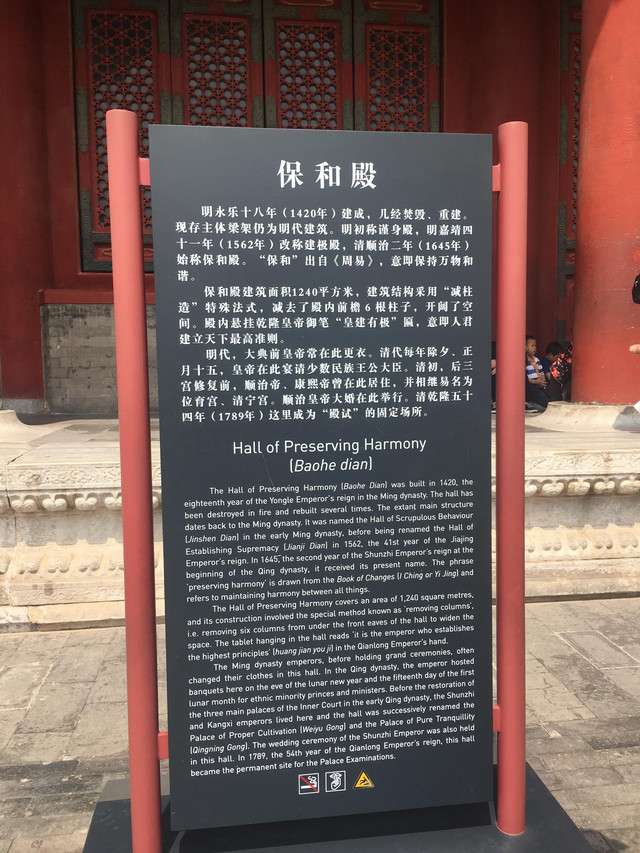 保和殿
明永乐十八年（1420年）建成，几经焚毁、重建。
现存主体梁架仍为明代建筑。明初称谨身殿，明嘉靖四
十一年（1562年）改称建极殿，清顺治二年（1645年）
始称保和殿。“保和”出自《周易》，意即保持万物和
谐。
保和殿建筑面积1240平方米，建筑结构采用“减柱
造”特殊法式，减去了殿内前檐6根柱子，开阔了空
间。殿内悬挂乾隆皇帝御笔“皇建有极”匾，意即人君
建立天下最高准则。
明代，大典前皇帝常在此更衣。清代每年除夕、正
月十五，皇帝在此宴请少数民族王公大臣。清初，后三
宫修复前，顺治帝、康熙帝曾在此居住，并相继易名为
位育宫、清宁宫。顺治皇帝大婚在此举行。清乾隆五十
四年（1789年）这里成为“殿试”的固定场所。
Hall of Preserving Harmony
(Baohe dian)
The Hall of Preserving Harmony (Baohe Dian) was built in 1420, the
eighteenth year of the Yongle Emperor's reign in the Ming dynasty. The hall has
been destroyed in fire and rebuilt several times. The extant main structure
dates back to the Ming dynasty. It was named the Hall of Scrupulous Behaviour
(Jinshen Dian) in the early Ming dynasty, before being renamed the Hall of
Establishing Supremacy (Jianji Dian) in 1562, the 41st year of the Jiajing
Emperor's reign. In 1645, the second year of the Shunzhi Emperor's reign at the
beginning of the Qing dynasty, it received its present name. The phrase
'preserving harmony' is drawn from the Book of Changes (I Ching or Yi Jing) and
refers to maintaining harmony between all things.
The Hall of Preserving Harmony covers an area of 1,240 square metres,
and its construction involved the special method known as 'removing columns',
i.e. removing six columns from under the front eaves of the hall to widen the
space. The tablet hanging in the hall reads 'it is the emperor who establishes
the highest principles' (huang jian you ji) in the Qianlong Emperor's hand.
The Ming dynasty emperors, before holding grand ceremonies, often
changed their clothes in this hall. In the Qing dynasty, the emperor hosted
banquets here on the eve of the lunar new year and the fifteenth day of the first
lunar month for ethnic minority princes and ministers. Before the restoration of
the three main palaces of the Inner Court in the early Qing dynasty, the Shunzhi
and Kangxi emperors lived here and the hall was successively renamed the
Palace of Proper Cultivation (Weiyu Gong) and the Palace of Pure Tranquillity
(Qingning Gong). The wedding ceremony of the Shunzhi Emperor was also held
in this hall. In 1789, the 54th year of the Qianlong Emperor's reign, this hall
became the permanent site for the Palace Examinations.